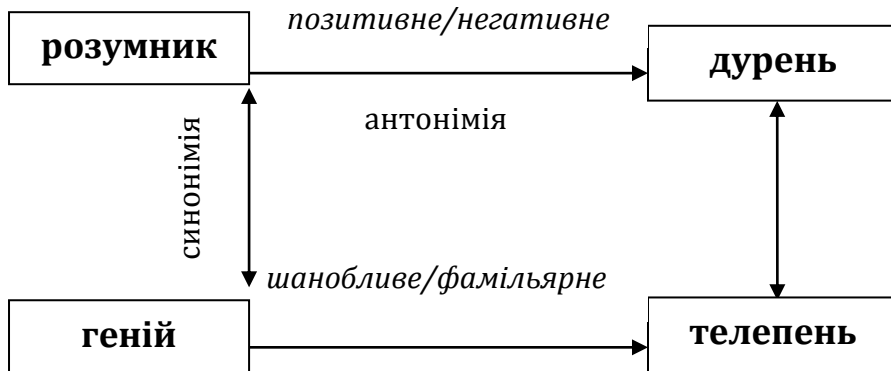 позитивне/негативне
розумник
дурень
антонімія
синонімія
шанобливе/фамільярне
геній
телепень